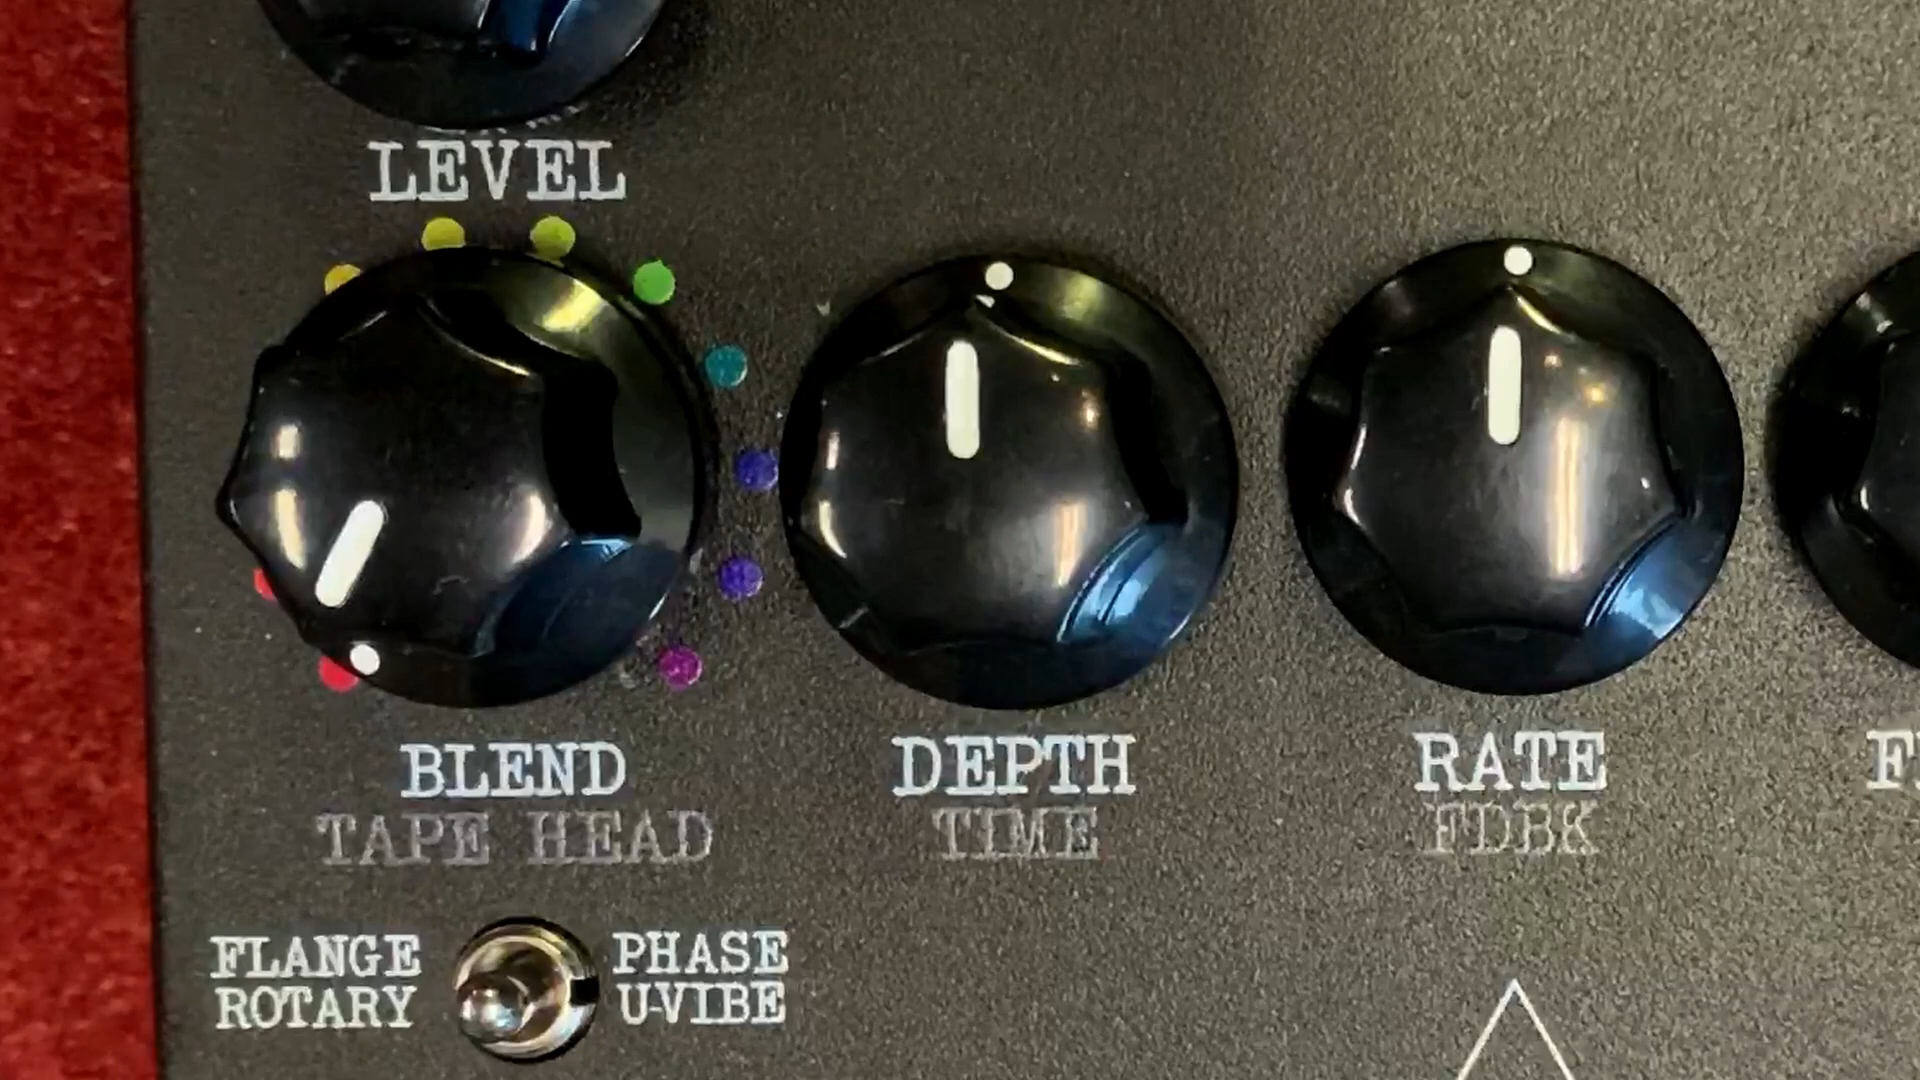 LEVEL
BLEND
TAPE HEAD
DEPTH
TIME
RATE
FDBK
FLANGE
ROTARY
PHASE
U-VIBE